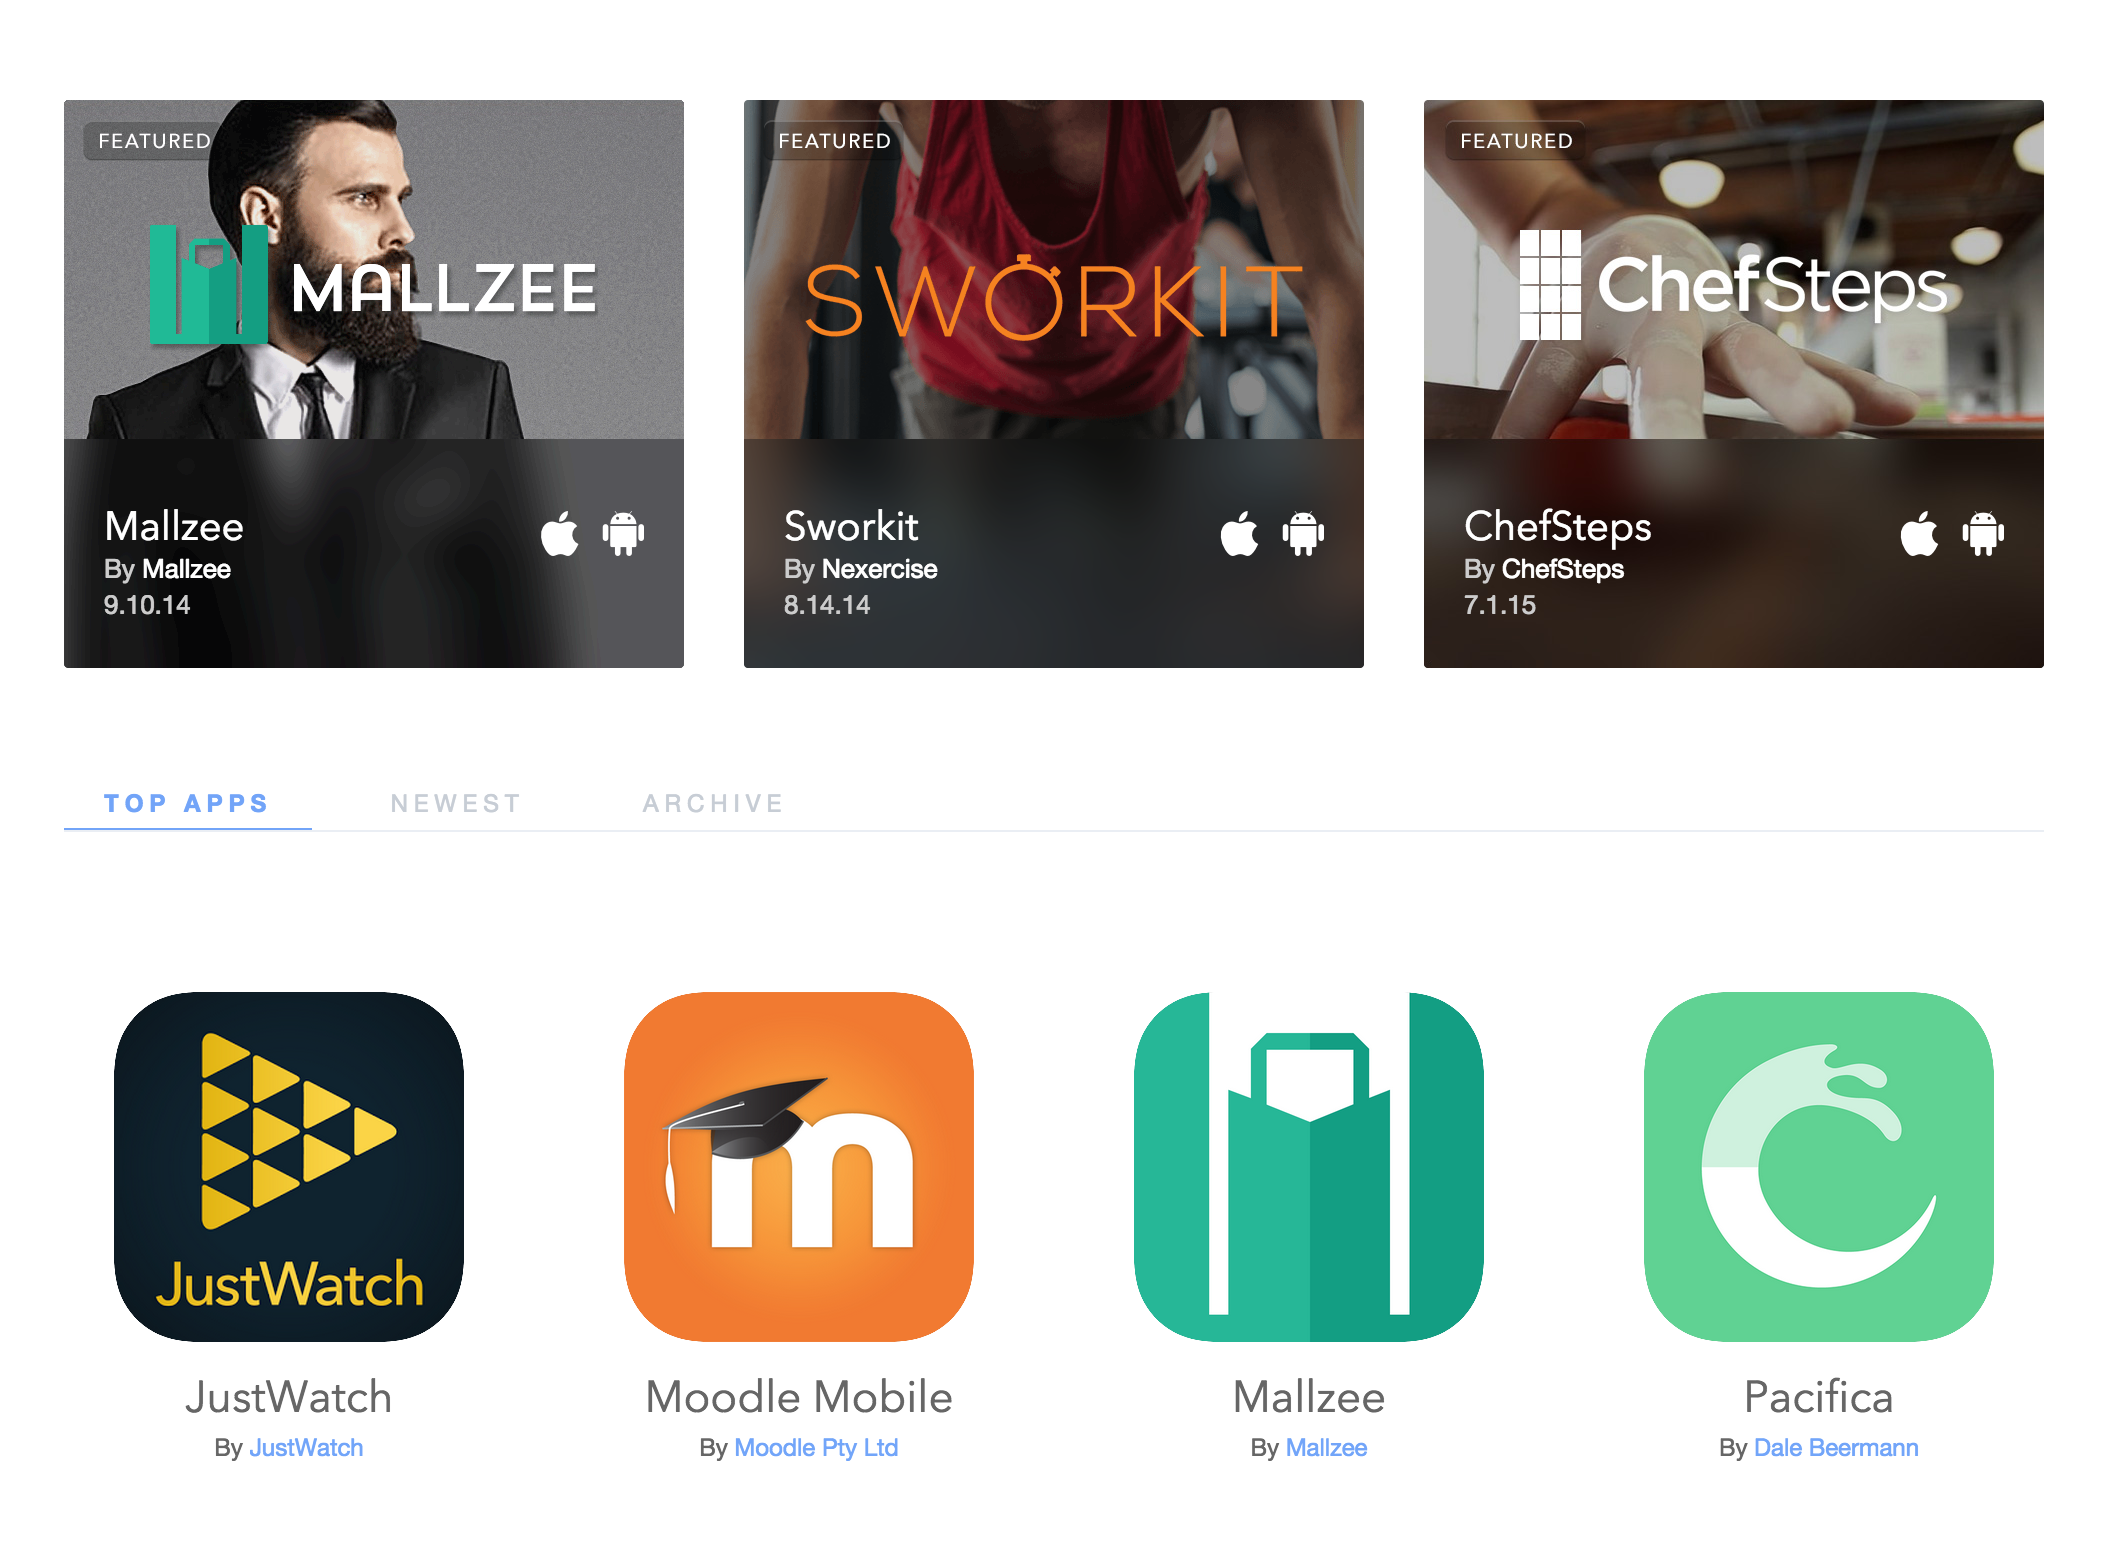 FEATURED
MALLZEE
Mallzee
By Mallzee
9.10.14
FEATURED
SWORKIT
Sworkit
By Nexercise
8.14.14
FEATURED
ChefSteps
ChefSteps
By ChefSteps
7.1.15
TOP APPS NEWEST ARCHIVE
JustWatch
m
JustWatch
By JustWatch
Moodle Mobile
By Moodle Pty Ltd
Mallzee
By Mallzee
Pacifica
By Dale Beermann